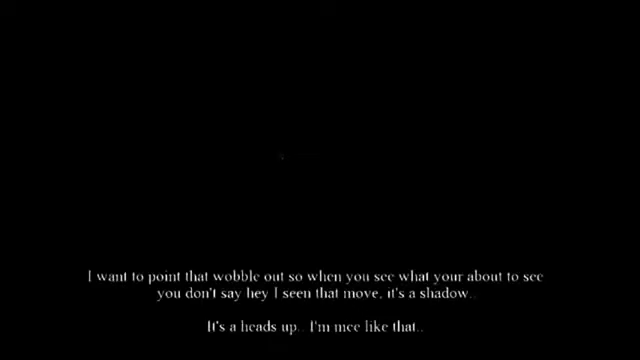 I want to point that wobble out so when you see what your about to see
you don't say hey I seen that move, it's a shadow..
It's a heads up.. I'm mee like that..